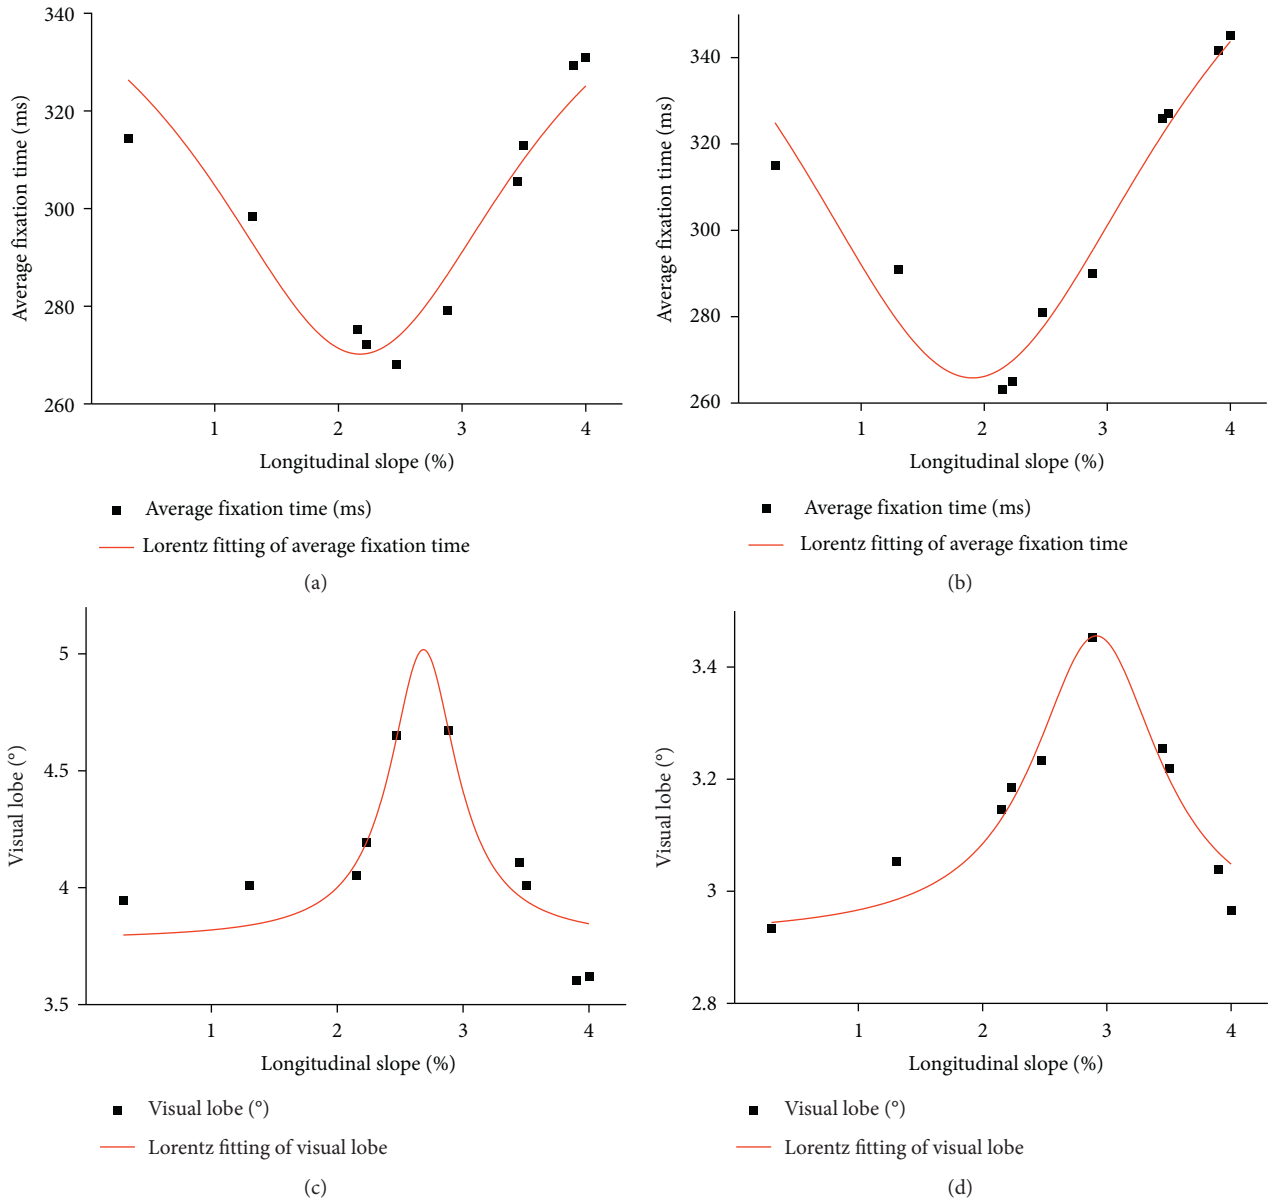 340
320
300
280
260
Average fixation time (ms)
1
2
3
4
Longitudinal slope (%)
Average fixation time (ms)
Lorentz fitting of average fixation time
(a)
340
320
300
280
260
Average fixation time (ms)
1
2
3
4
Longitudinal slope (%)
Average fixation time (ms)
Lorentz fitting of average fixation time
(b)
5
4.5
4
3.5
Visual lobe (°)
1
2
3
4
Longitudinal slope (%)
Visual lobe (°)
Lorentz fitting of visual lobe
(c)
3.4
3.2
3
2.8
Visual lobe (°)
1
2
3
4
Longitudinal slope (%)
Visual lobe (°)
Lorentz fitting of visual lobe
(d)